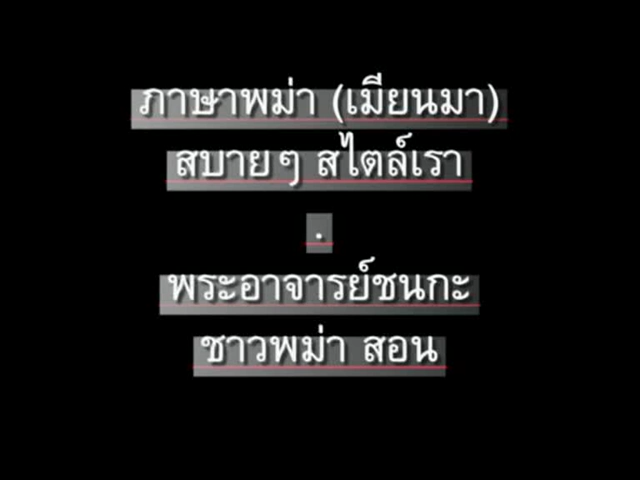 ภาษาพม่า (เมียนมา)
สบายๆ สไตล์เรา
.
พระอาจารย์ชนกะ
ชาวพม่า สอน